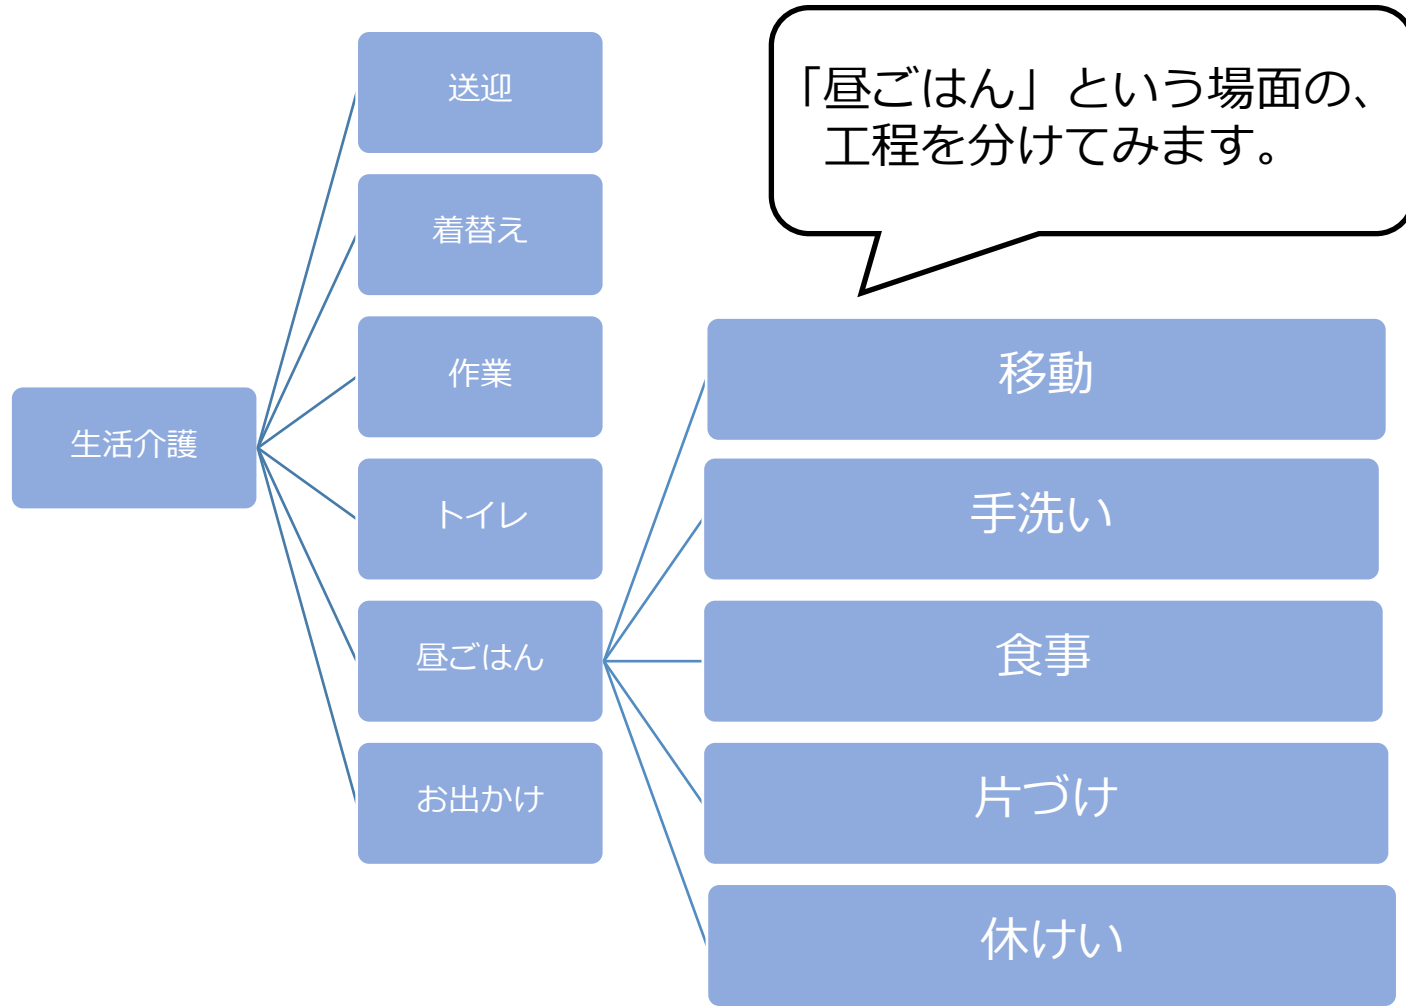 「昼ごはん」という場面の、
工程を分けてみます。
生活介護
送迎
着替え
作業
トイレ
昼ごはん
お出かけ
移動
手洗い
食事
片づけ
休けい